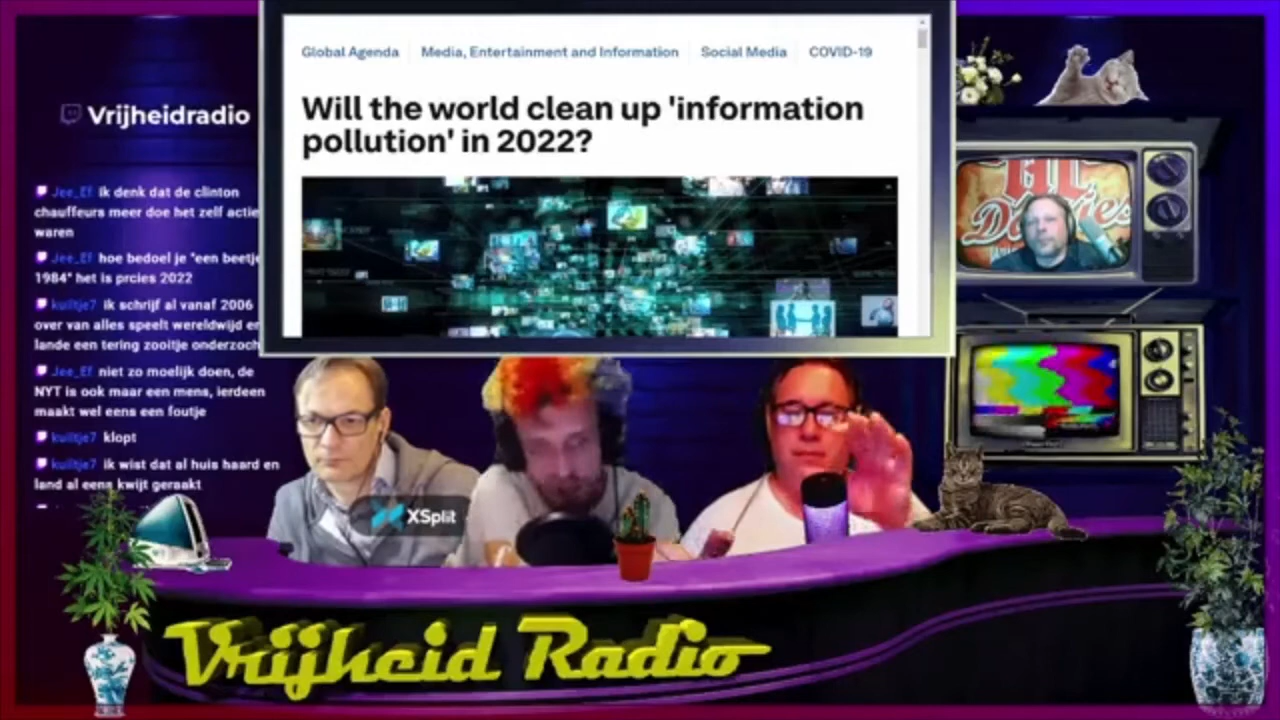 Global Agenda Media, Entertainment and Information Social Media COVID-19
Will the world clean up 'information
pollution' in 2022?
Vrijheidradio
Jee_Ef Ik denk dat de clinton
chauffeurs meer doe het zelf actie
waren
Jee_Ef hoe bedoel je "een beetje
1984" het is prcies 2022
kuiltje7 ik schrijf al vanaf 2006
over van alles speelt wereldwijd en
lande een tering zooitje onderzoch
Jee_Ef niet zo moelijk doen, de
NYT is ook maar een mens, ierdeen
maakt wel eens een foutje
kuiltje7 klopt
kuiltje7 ik wist dat al huis haard en
land al eens kwijt geraakt
XSplit
Vrijheid Radio